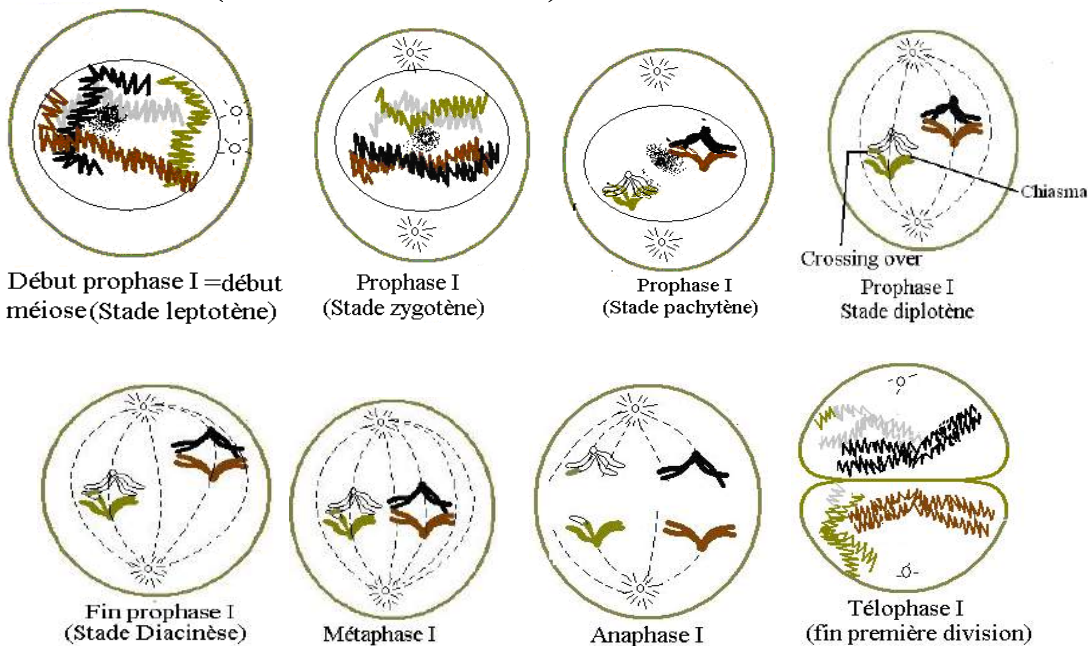 Début prophase I =début
méiose (Stade leptotène)
Prophase I
(Stade zygotène)
Prophase I
(Stade pachytène)
Chiasma
Crossing over
Prophase I
Stade diplotène
Fin prophase I
(Stade Diacinèse)
Métaphase I
Anaphase I
Télophase I
(fin première division)